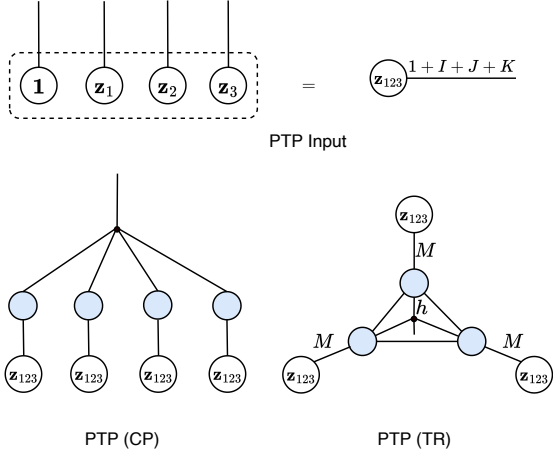 1 z₁ z₂ z₃ = z₁₂₃ 1 + I + J + K
PTP Input
z₁₂₃
M
h
M M
z₁₂₃ z₁₂₃ z₁₂₃ z₁₂₃ z₁₂₃ z₁₂₃
PTP (CP) PTP (TR)